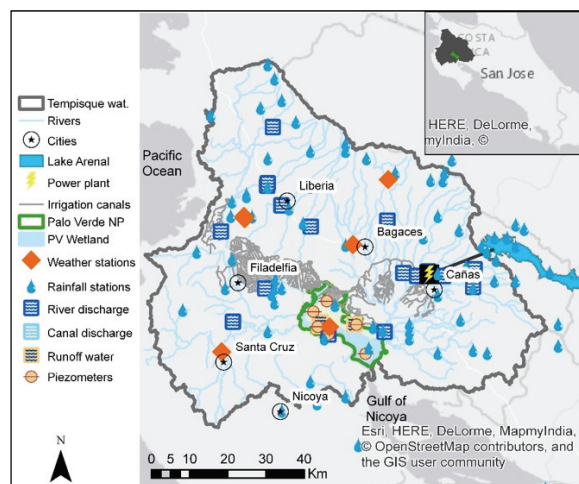 Tempisque wat.
Rivers
Cities
Lake Arenal
Power plant
Irrigation canals
Palo Verde NP
PV Wetland
Weather stations
Rainfall stations
River discharge
Canal discharge
Runoff water
Piezometers
N
COSTA
RICA
San Jose
HERE, DeLorme,
myIndia, ©
Pacific
Ocean
Liberia
Bagaces
Filadelfia
Cañas
Santa Cruz
Nicoya
Gulf of
Nicoya
Esri, HERE, DeLorme, MapmyIndia,
© OpenStreetMap contributors, and
the GIS user community
0 5 10 20 30 40
Km